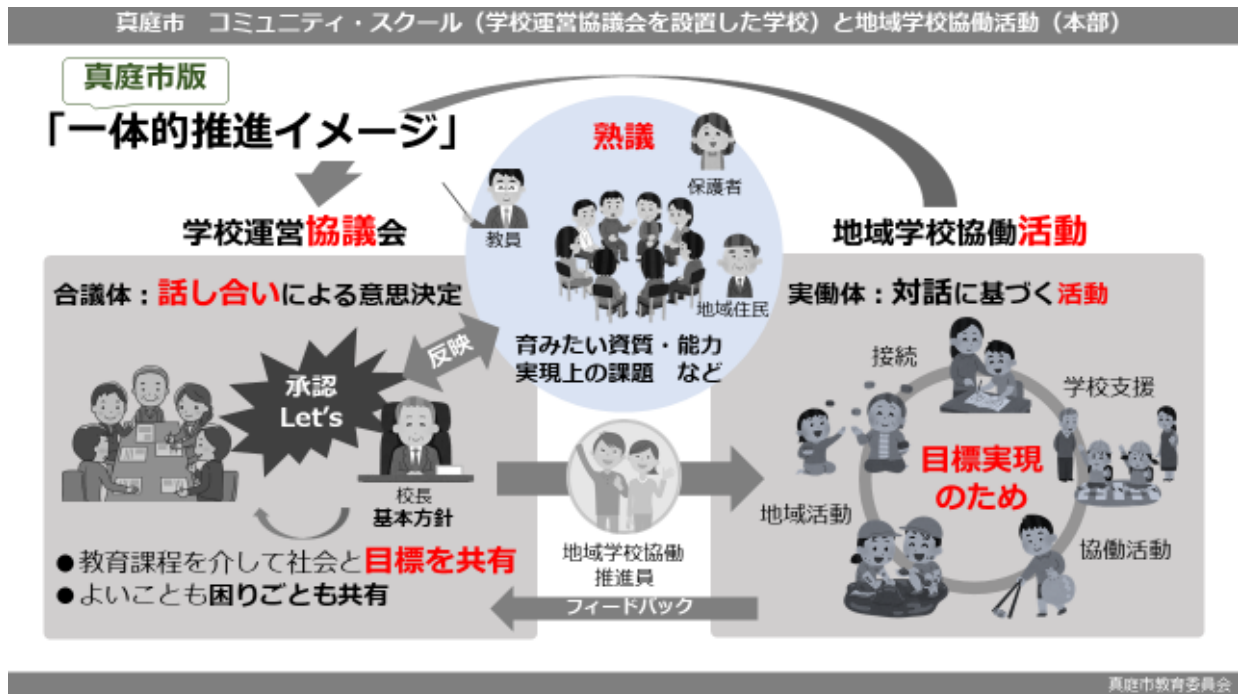 真庭市 コミュニティ・スクール（学校運営協議会を設置した学校）と地域学校協働活動（本部）
真庭市版
「一体的推進イメージ」
熟議
保護者
教員
地域住民
育みたい資質・能力
実現上の課題 など
学校運営協議会
合議体：話し合いによる意思決定
反映
承認
Let's
校長
基本方針
●教育課程を介して社会と目標を共有
●よいことも困りごとも共有
地域学校協働
推進員
フィードバック
地域学校協働活動
実働体：対話に基づく活動
接続
学校支援
目標実現
のため
地域活動
協働活動
真庭市教育委員会